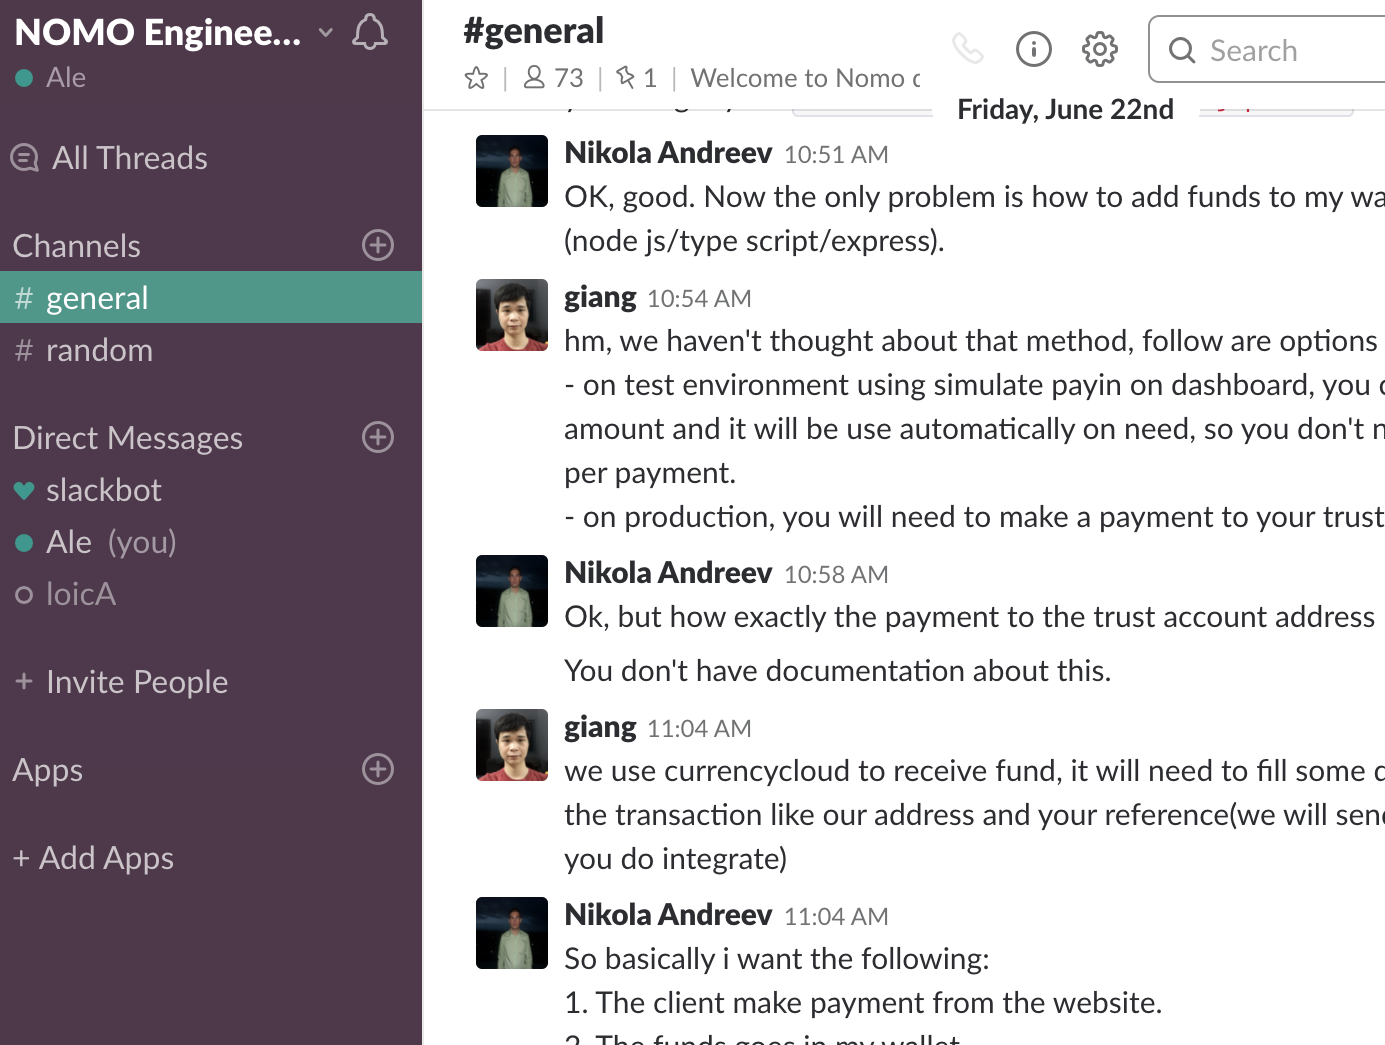 NOMO Enginee...
Ale
All Threads
Channels
# general
# random
Direct Messages
slackbot
Ale (you)
loicA
+ Invite People
Apps
+ Add Apps
#general
73
1
Welcome to Nomo
Search
Friday, June 22nd
Nikola Andreev 10:51 AM
OK, good. Now the only problem is how to add funds to my wa
(node js/type script/express).
giang 10:54 AM
hm, we haven't thought about that method, follow are options
- on test environment using simulate payin on dashboard, you
amount and it will be use automatically on need, so you don't n
per payment.
- on production, you will need to make a payment to your trust
Nikola Andreev 10:58 AM
Ok, but how exactly the payment to the trust account address
You don't have documentation about this.
giang 11:04 AM
we use currencycloud to receive fund, it will need to fill some
the transaction like our address and your reference(we will sen
you do integrate)
Nikola Andreev 11:04 AM
So basically i want the following:
1. The client make payment from the website.
2. The funds goes in my wallet